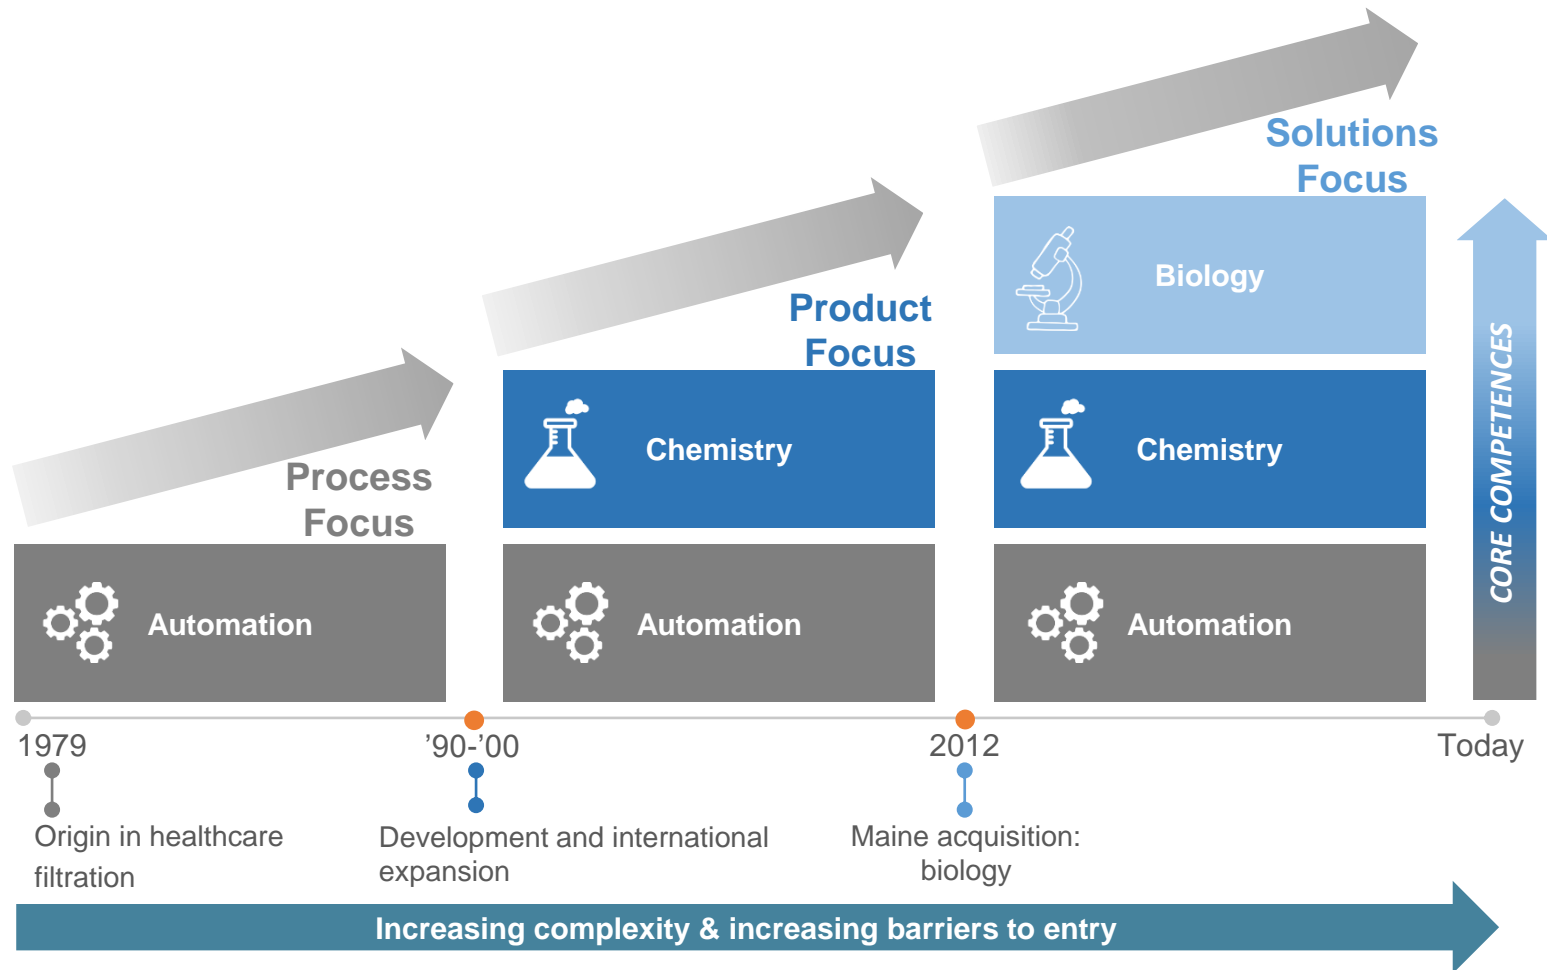 Solutions
Focus
Biology
Product
Focus
Chemistry
Chemistry
Process
Focus
Automation
Automation
Automation
CORE COMPETENCES
1979
’90-’00
2012
Today
Origin in healthcare
filtration
Development and international
expansion
Maine acquisition:
biology
Increasing complexity & increasing barriers to entry